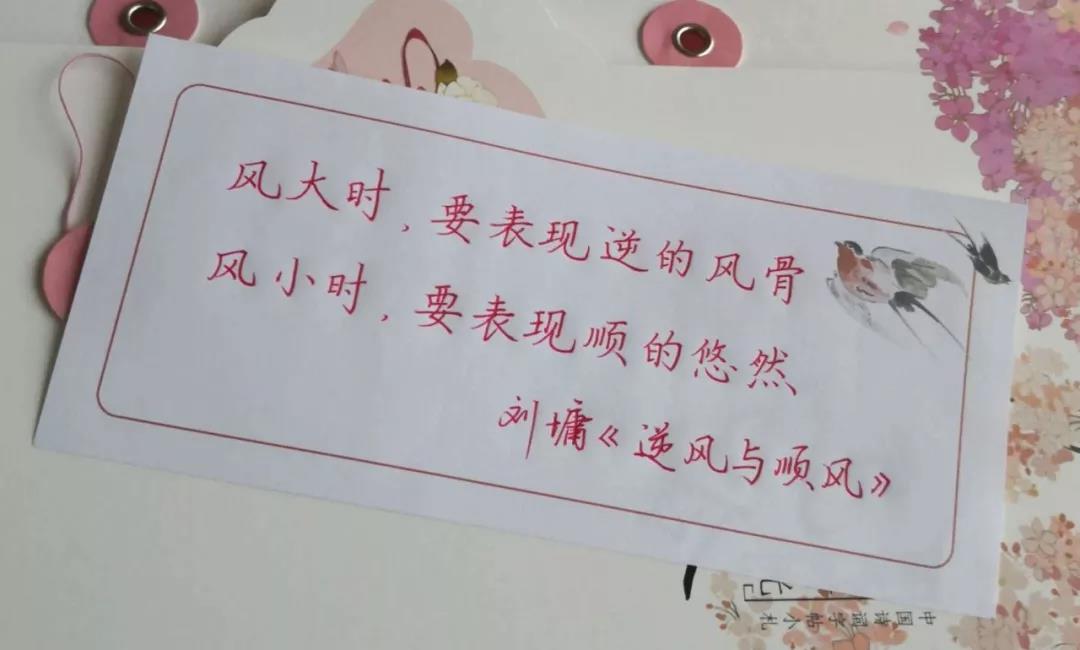 风大时，要表现逆的风骨
风小时，要表现顺的悠然
刘墉《逆风与顺风》
中国诗词字帖小札